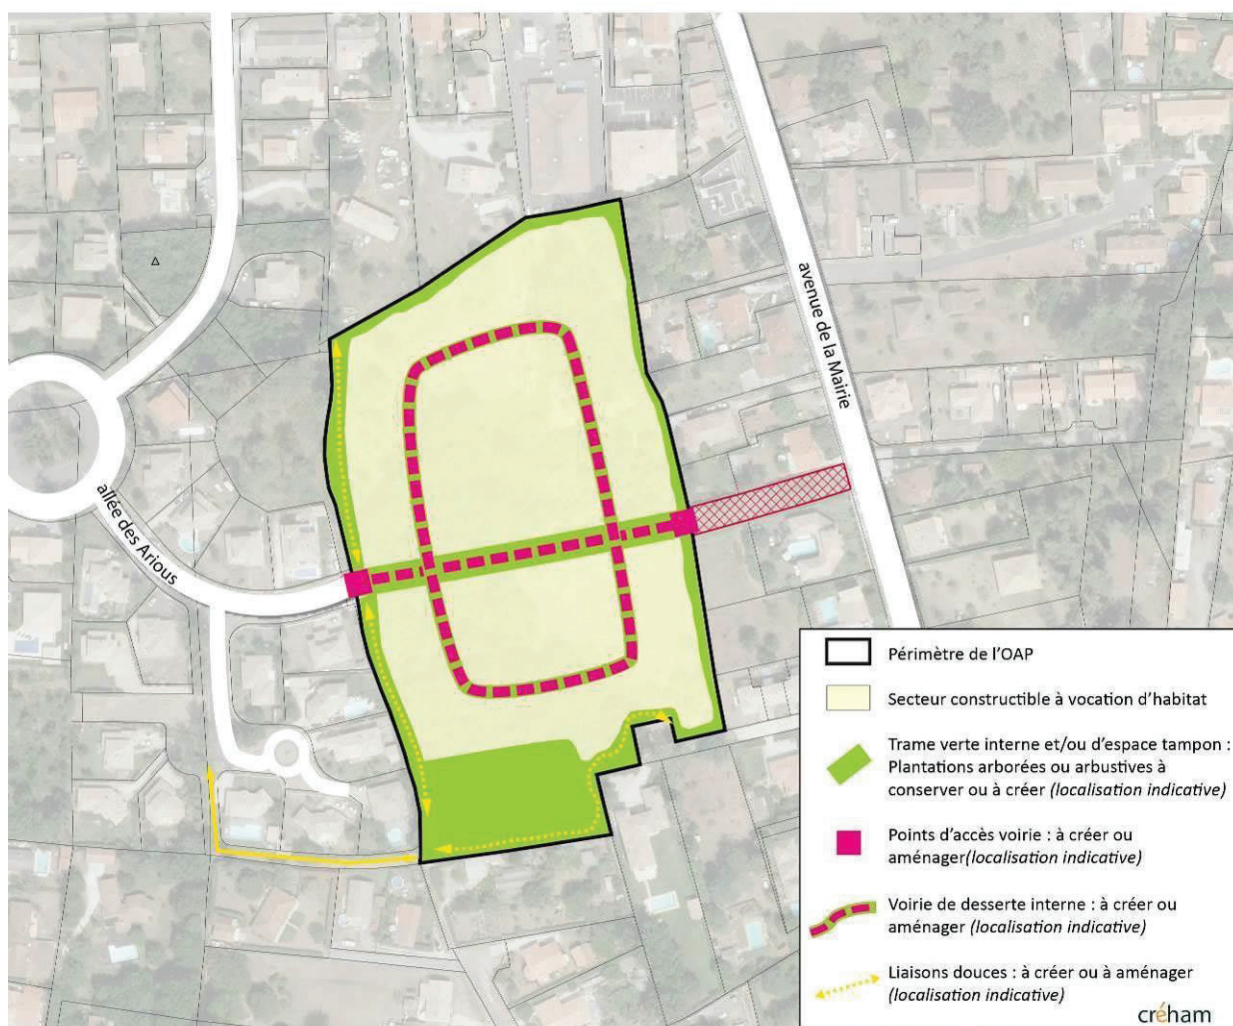 avenue de la Mairie
allée des Arious
Périmètre de l'OAP
Secteur constructible à vocation d'habitat
Trame verte interne et/ou d'espace tampon :
Plantations arborées ou arbustives à
conserver ou à créer (localisation indicative)
Points d'accès voirie : à créer ou
aménager(localisation indicative)
Voirie de desserte interne : à créer ou
aménager (localisation indicative)
Liaisons douces : à créer ou à aménager
(localisation indicative)
créham